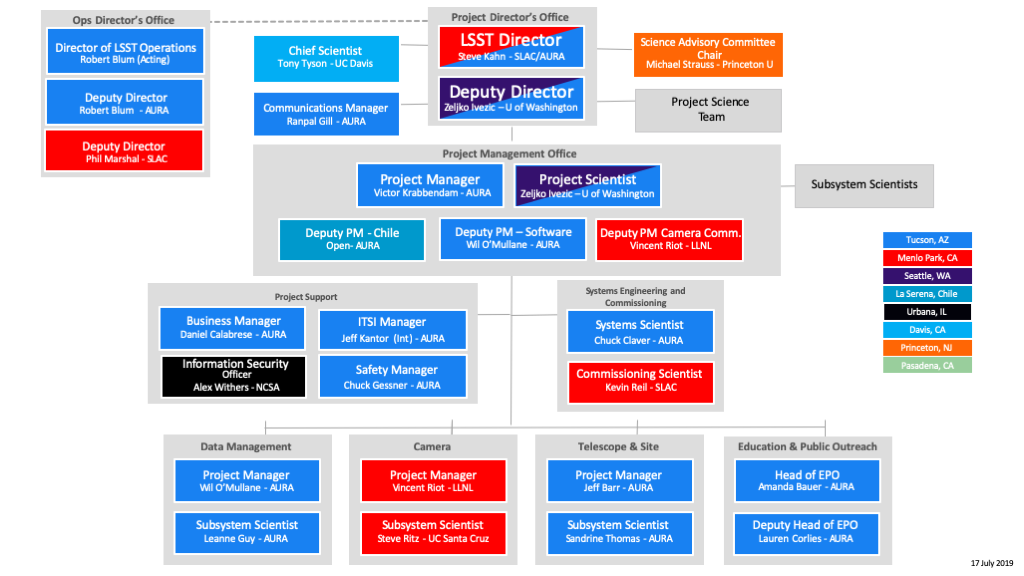 Ops Director's Office
Director of LSST Operations
Robert Blum (Acting)
Deputy Director
Robert Blum - AURA
Deputy Director
Phil Marshal - SLAC
Project Director's Office
LSST Director
Steve Kahn - SLAC/AURA
Deputy Director
Zeljko Ivezic – U of Washington
Chief Scientist
Tony Tyson - UC Davis
Communications Manager
Ranpal Gill - AURA
Science Advisory Committee
Chair
Michael Strauss - Princeton U
Project Science
Team
Project Management Office
Project Manager
Victor Krabbendam - AURA
Project Scientist
Zeljko Ivezic – U of Washington
Deputy PM - Chile
Open- AURA
Deputy PM – Software
Wil O'Mullane - AURA
Deputy PM Camera Comm.
Vincent Riot - LLNL
Subsystem Scientists
Tucson, AZ
Menlo Park, CA
Seattle, WA
La Serena, Chile
Urbana, IL
Davis, CA
Princeton, NJ
Pasadena, CA
Project Support
Business Manager
Daniel Calabrese - AURA
ITSI Manager
Jeff Kantor (Int) - AURA
Information Security
Officer
Alex Withers - NCSA
Safety Manager
Chuck Gessner - AURA
Systems Engineering and
Commissioning
Systems Scientist
Chuck Claver - AURA
Commissioning Scientist
Kevin Reil - SLAC
Data Management
Project Manager
Wil O'Mullane - AURA
Subsystem Scientist
Leanne Guy - AURA
Camera
Project Manager
Vincent Riot - LLNL
Subsystem Scientist
Steve Ritz - UC Santa Cruz
Telescope & Site
Project Manager
Jeff Barr - AURA
Subsystem Scientist
Sandrine Thomas - AURA
Education & Public Outreach
Head of EPO
Amanda Bauer - AURA
Deputy Head of EPO
Lauren Corlies - AURA
17 July 2019